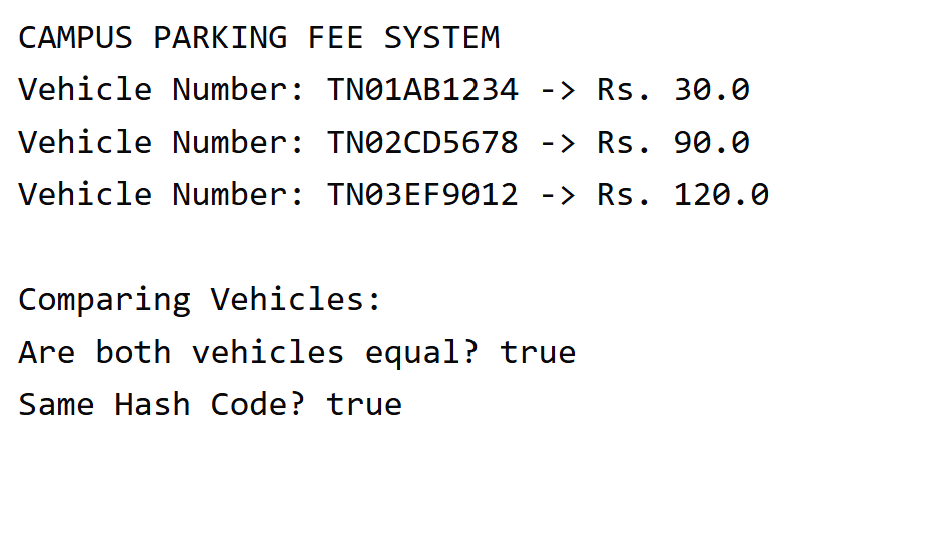 CAMPUS PARKING FEE SYSTEM
Vehicle Number: TN01AB1234 -> Rs. 30.0
Vehicle Number: TN02CD5678 -> Rs. 90.0
Vehicle Number: TN03EF9012 -> Rs. 120.0
Comparing Vehicles:
Are both vehicles equal? true
Same Hash Code? true